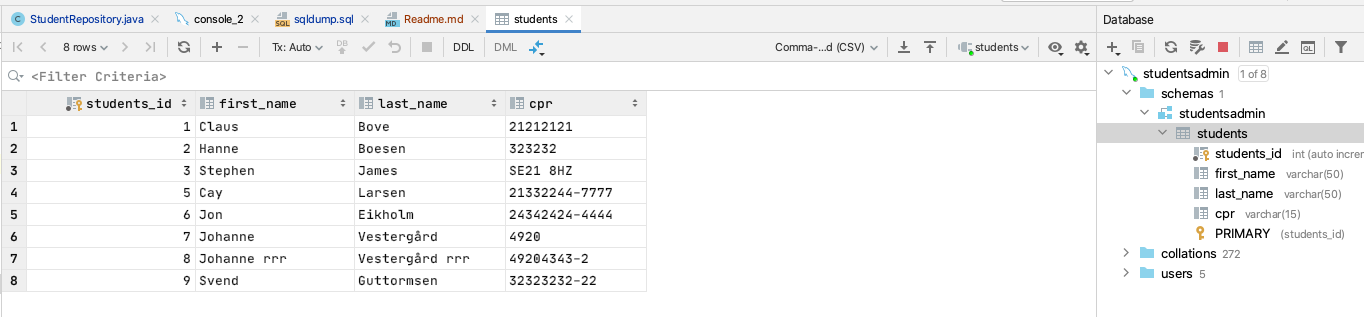 StudentRepository.java console_2 sqldump.sql Readme.md students
8 rows Tx: Auto DB DDL DML Comma-...d (CSV) students
<Filter Criteria>
students_id first_name last_name cpr
1 1 Claus Bove 21212121
2 2 Hanne Boesen 323232
3 3 Stephen James SE21 8HZ
4 5 Cay Larsen 21332244-7777
5 6 Jon Eikholm 24342424-4444
6 7 Johanne Vestergård 4920
7 8 Johanne rrr Vestergård rrr 49204343-2
8 9 Svend Guttormsen 32323232-22
Database
QL
studentsadmin 1 of 8
schemas 1
studentsadmin
students
students_id int (auto increr
first_name varchar(50)
last_name varchar(50)
cpr varchar(15)
PRIMARY (students_id)
collations 272
users 5